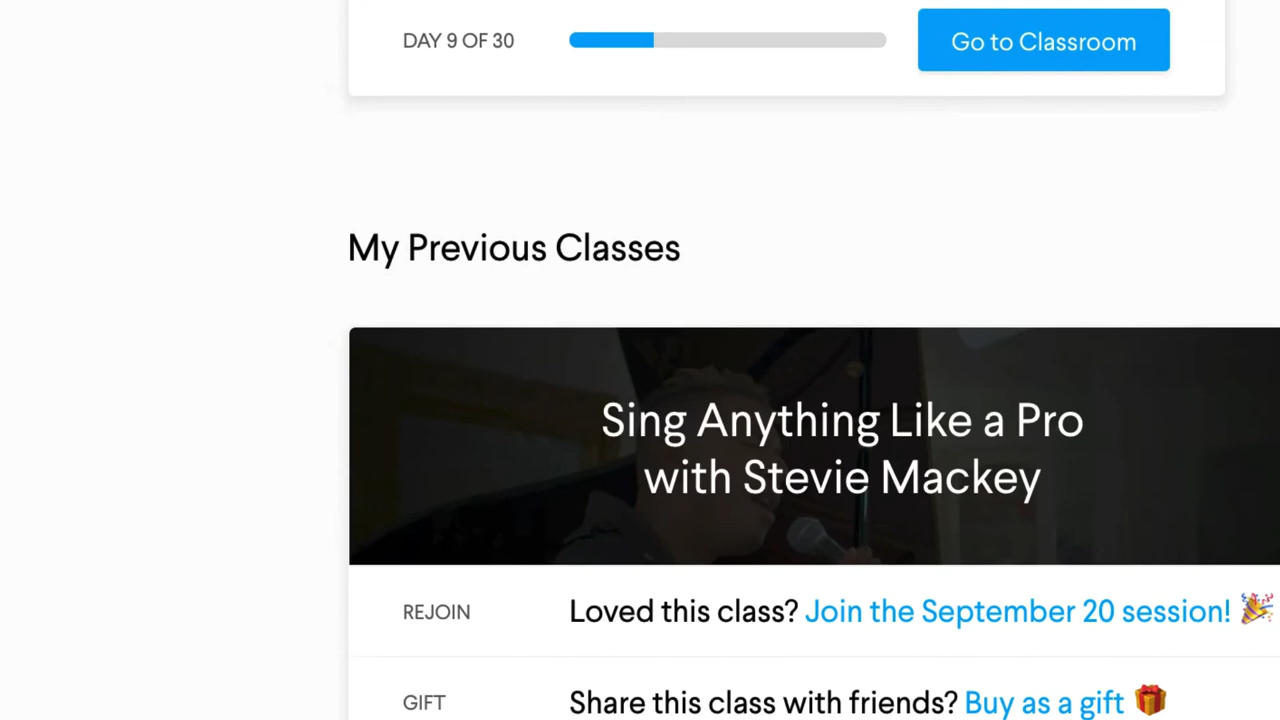 DAY 9 OF 30
Go to Classroom
My Previous Classes
Sing Anything Like a Pro
with Stevie Mackey
REJOIN
Loved this class? Join the September 20 session! 🎉
GIFT
Share this class with friends? Buy as a gift 🎁